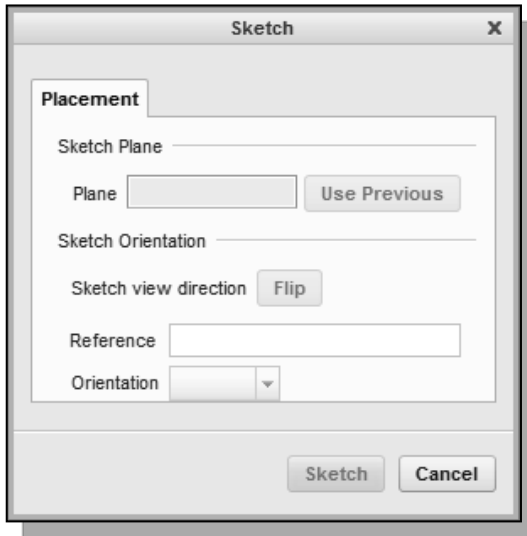 Sketch
Placement
Sketch Plane
Plane Use Previous
Sketch Orientation
Sketch view direction Flip
Reference
Orientation
Sketch Cancel